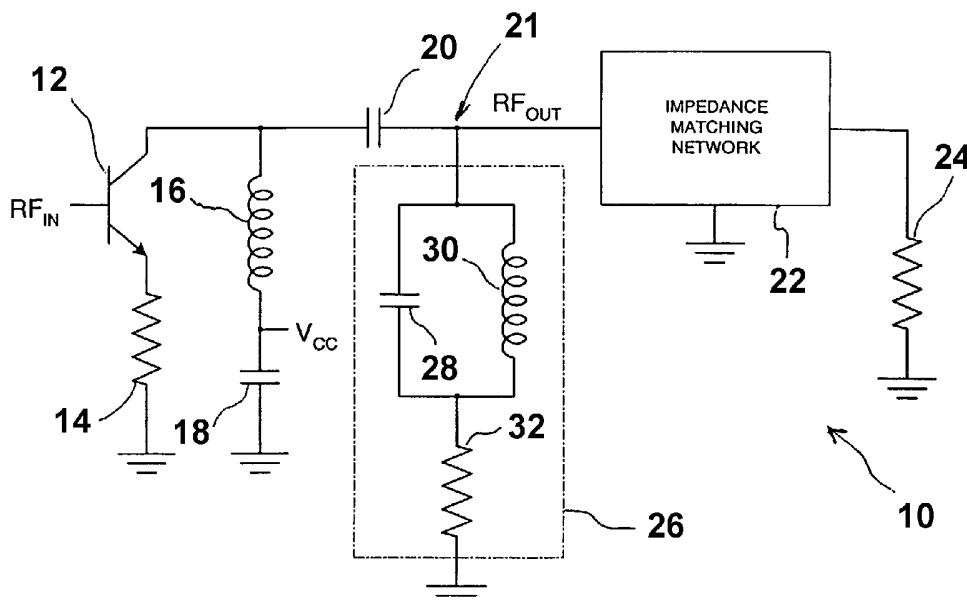 20
21
12
RF_OUT
IMPEDANCE
MATCHING
NETWORK
24
16
RF_IN
30
22
V_CC
28
14
18
32
26
10